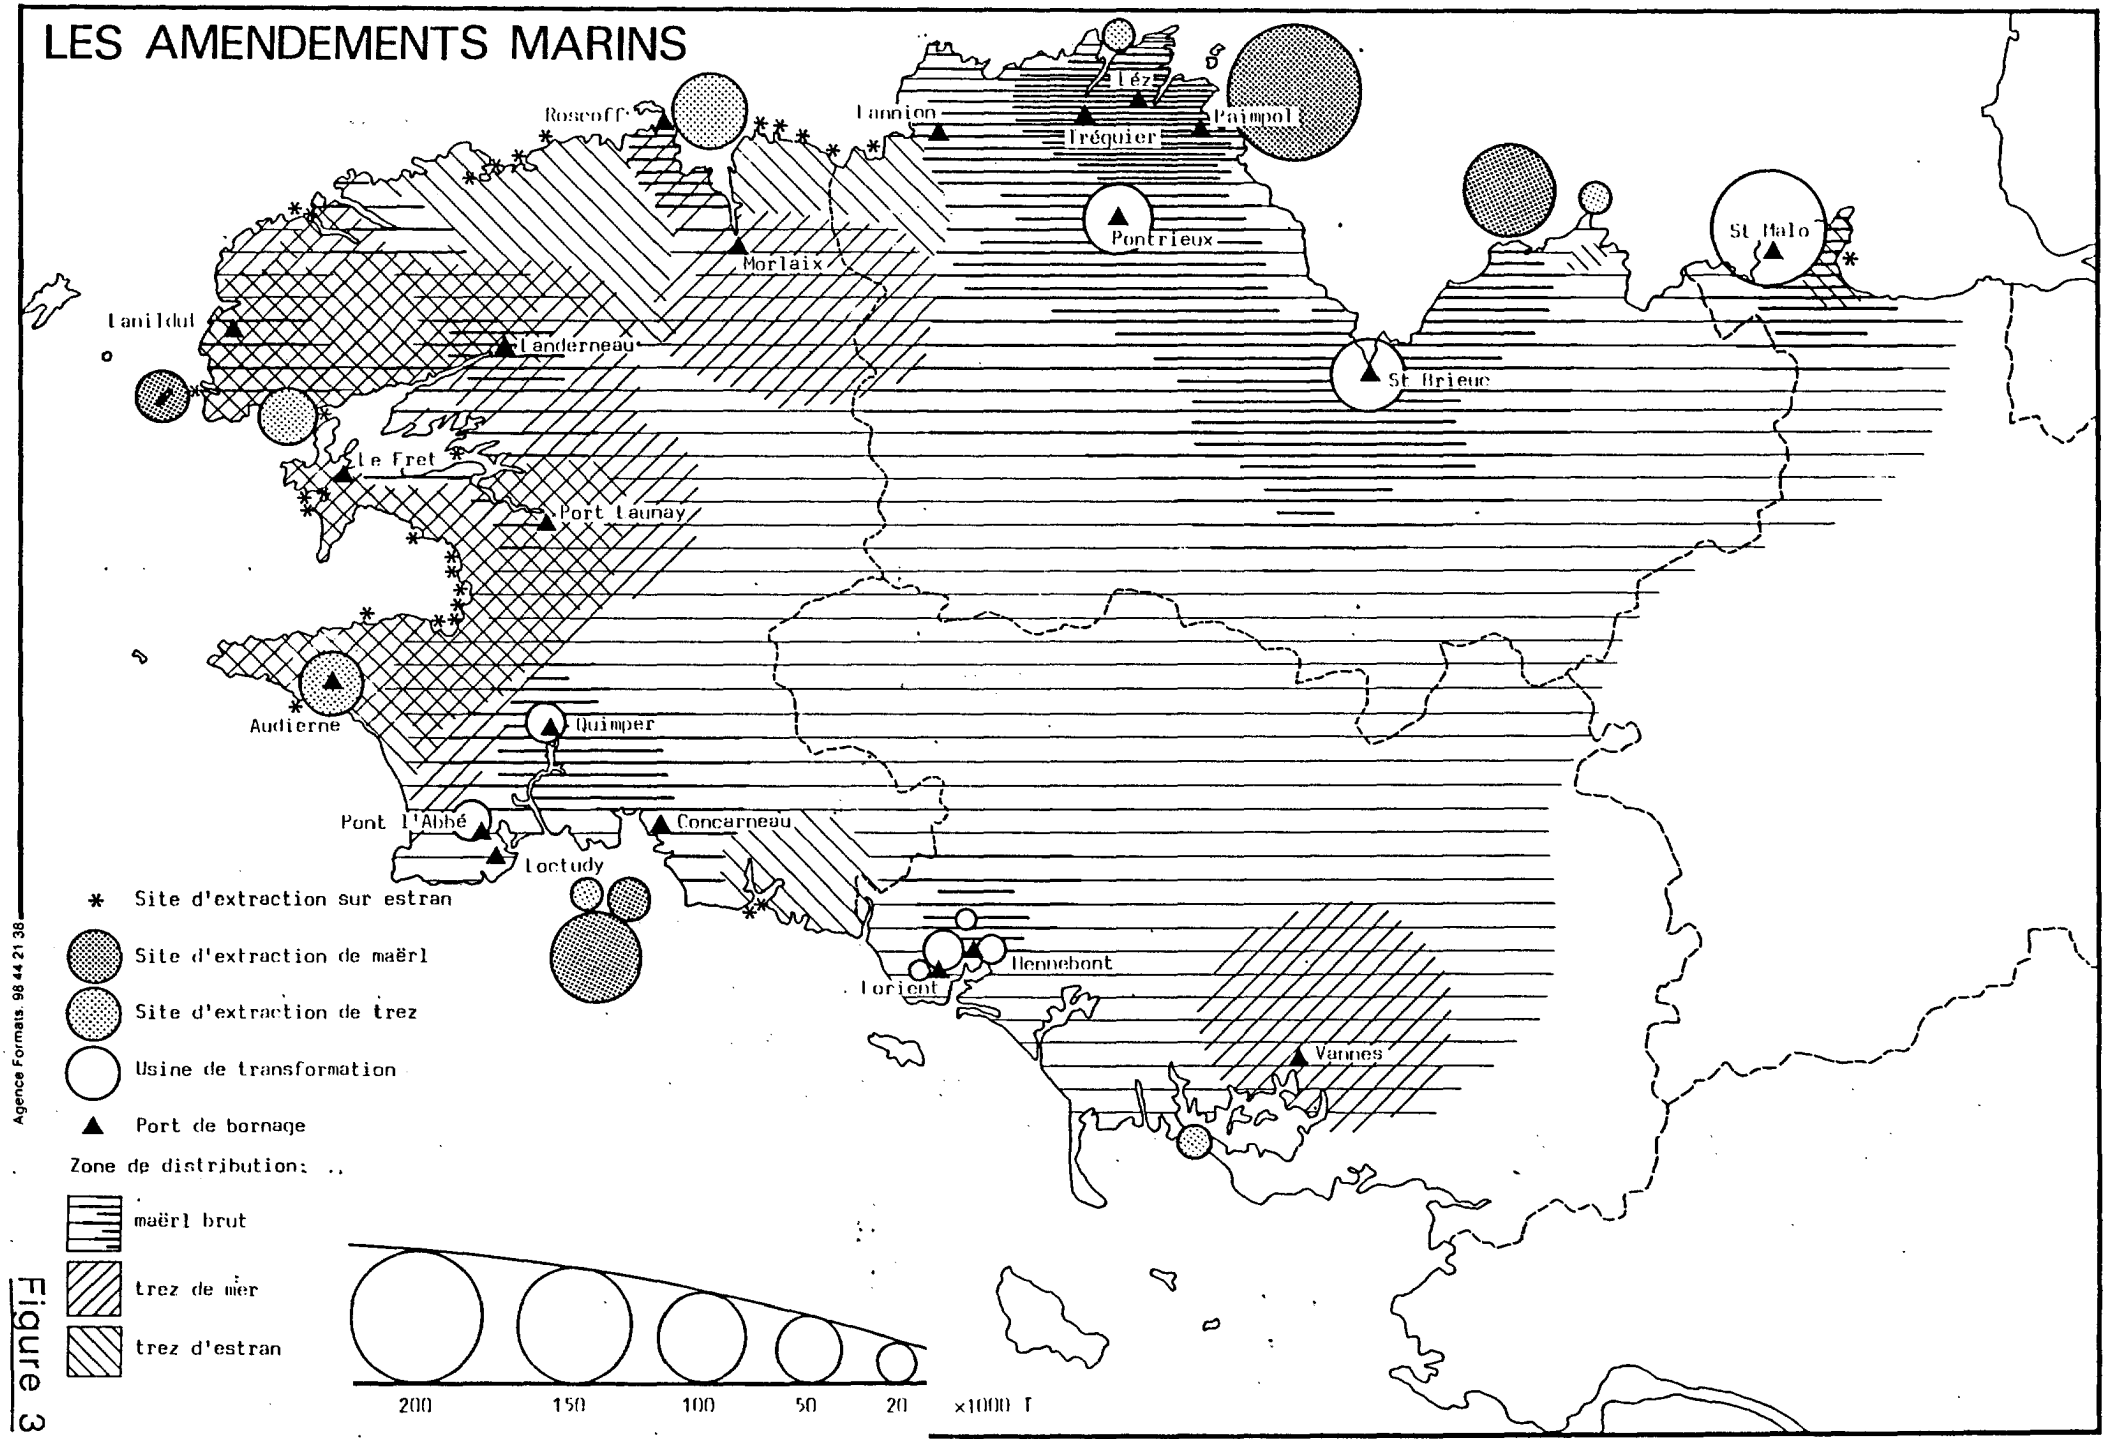 LES AMENDEMENTS MARINS
Roscoff
Lannion
Léz
Tréguier
Paimpol
Pontrieux
St Malo
Morlaix
Lanildut
Landerneau
St Brieuc
Le Fret
Port Launay
Audierne
Quimper
Pont l'Abbé
Concarneau
Loctudy
Hennebont
Lorient
Vannes
Site d'extraction sur estran
Site d'extraction de maërl
Site d'extraction de trez
Usine de transformation
Port de bornage
Zone de distribution:
maërl brut
trez de mer
trez d'estran
200 150 100 50 20 x1000 T
Agence Formats. 98 44 21 38
Figure 3